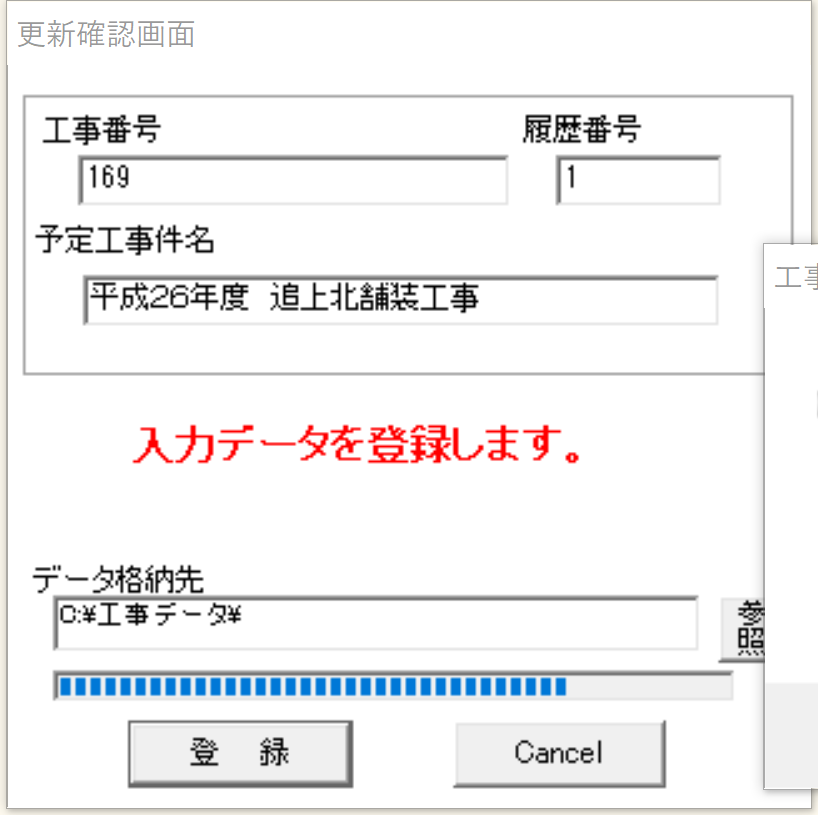 更新確認画面
工事番号
履歴番号
169
1
予定工事件名
平成26年度　追上北舗装工事
工事
入力データを登録します。
データ格納先
C:¥工事データ¥
参照
登　録
Cancel